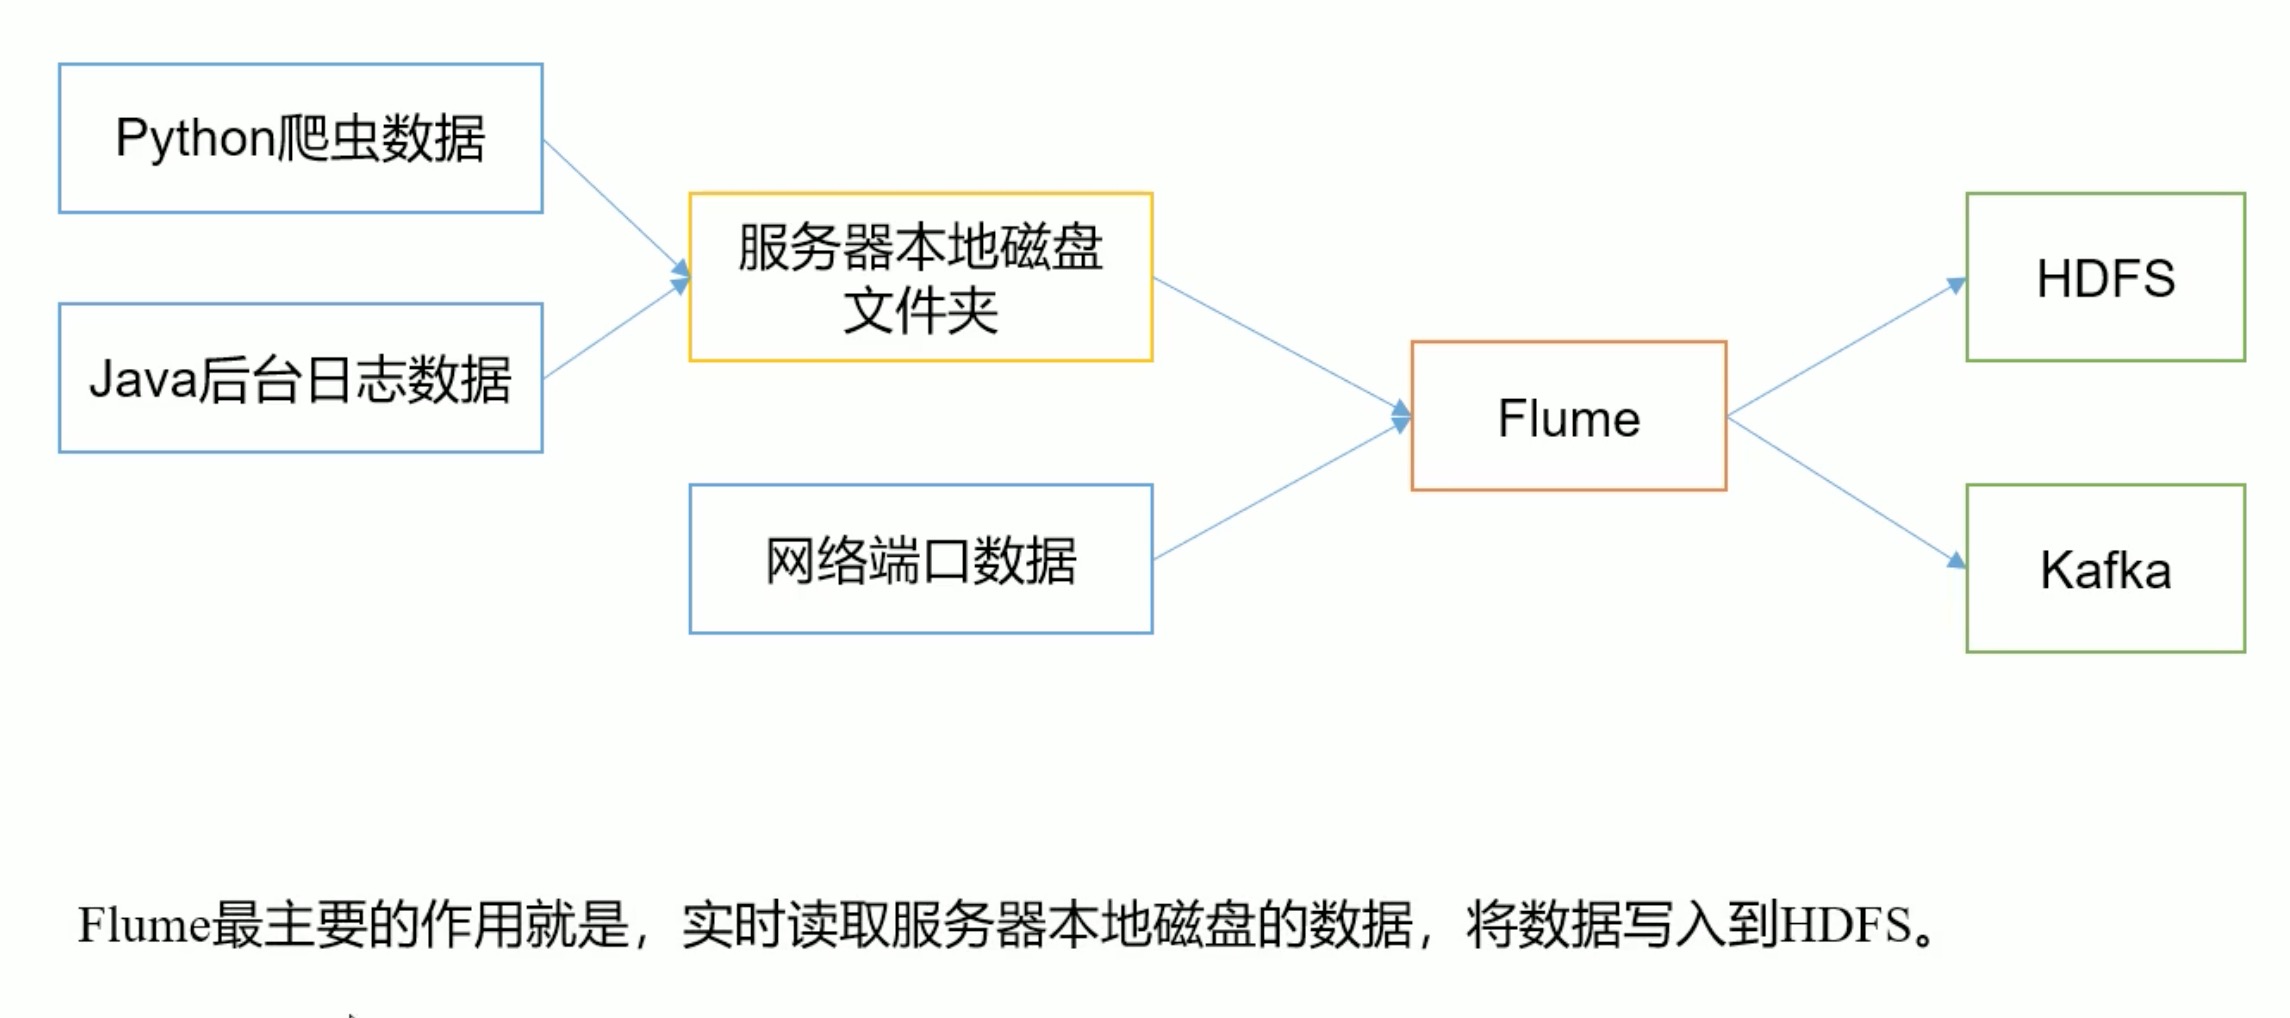 Python爬虫数据
Java后台日志数据
服务器本地磁盘
文件夹
网络端口数据
Flume
HDFS
Kafka
Flume最主要的作用就是，实时读取服务器本地磁盘的数据，将数据写入到HDFS。